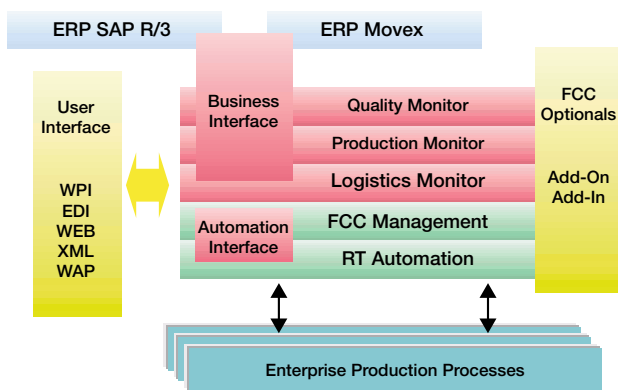 ERP SAP R/3
ERP Movex
User
Interface
WPI
EDI
WEB
XML
WAP
Business
Interface
Quality Monitor
Production Monitor
Logistics Monitor
Automation
Interface
FCC Management
RT Automation
FCC
Optionals
Add-On
Add-In
Enterprise Production Processes